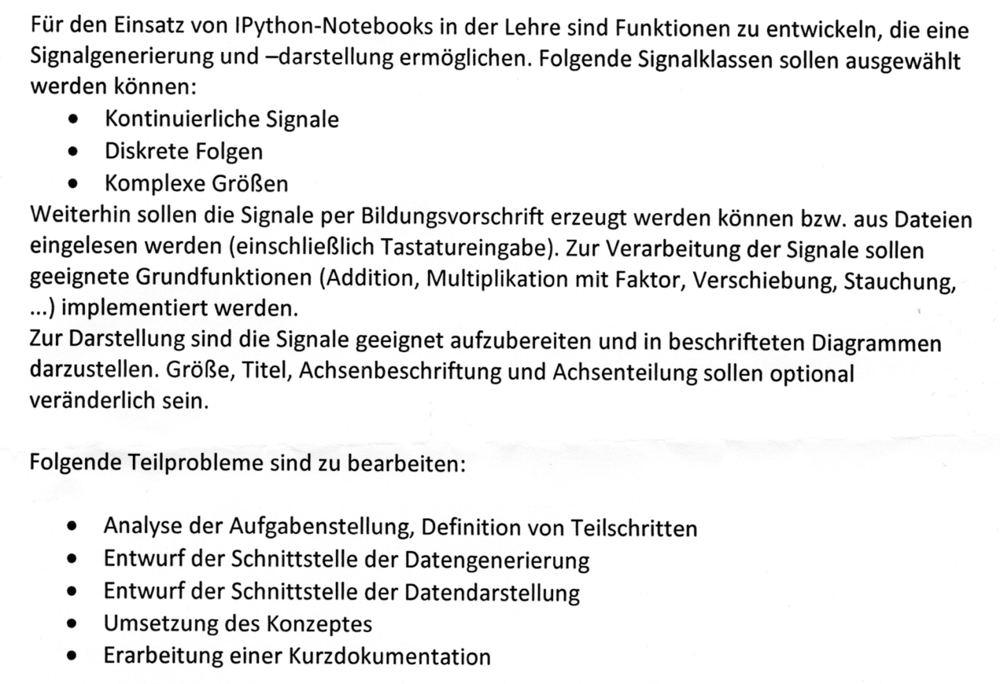 Für den Einsatz von IPython-Notebooks in der Lehre sind Funktionen zu entwickeln, die eine
Signalgenerierung und –darstellung ermöglichen. Folgende Signalklassen sollen ausgewählt
werden können:
• Kontinuierliche Signale
• Diskrete Folgen
• Komplexe Größen
Weiterhin sollen die Signale per Bildungsvorschrift erzeugt werden können bzw. aus Dateien
eingelesen werden (einschließlich Tastatureingabe). Zur Verarbeitung der Signale sollen
geeignete Grundfunktionen (Addition, Multiplikation mit Faktor, Verschiebung, Stauchung,
...) implementiert werden.
Zur Darstellung sind die Signale geeignet aufzubereiten und in beschrifteten Diagrammen
darzustellen. Größe, Titel, Achsenbeschriftung und Achsenteilung sollen optional
veränderlich sein.
Folgende Teilprobleme sind zu bearbeiten:
• Analyse der Aufgabenstellung, Definition von Teilschritten
• Entwurf der Schnittstelle der Datengenerierung
• Entwurf der Schnittstelle der Datendarstellung
• Umsetzung des Konzeptes
• Erarbeitung einer Kurzdokumentation